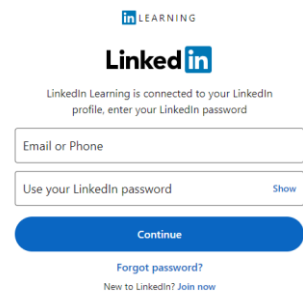 in LEARNING
Linked in
LinkedIn Learning is connected to your LinkedIn
profile, enter your LinkedIn password
Email or Phone
Use your LinkedIn password Show
Continue
Forgot password?
New to LinkedIn? Join now